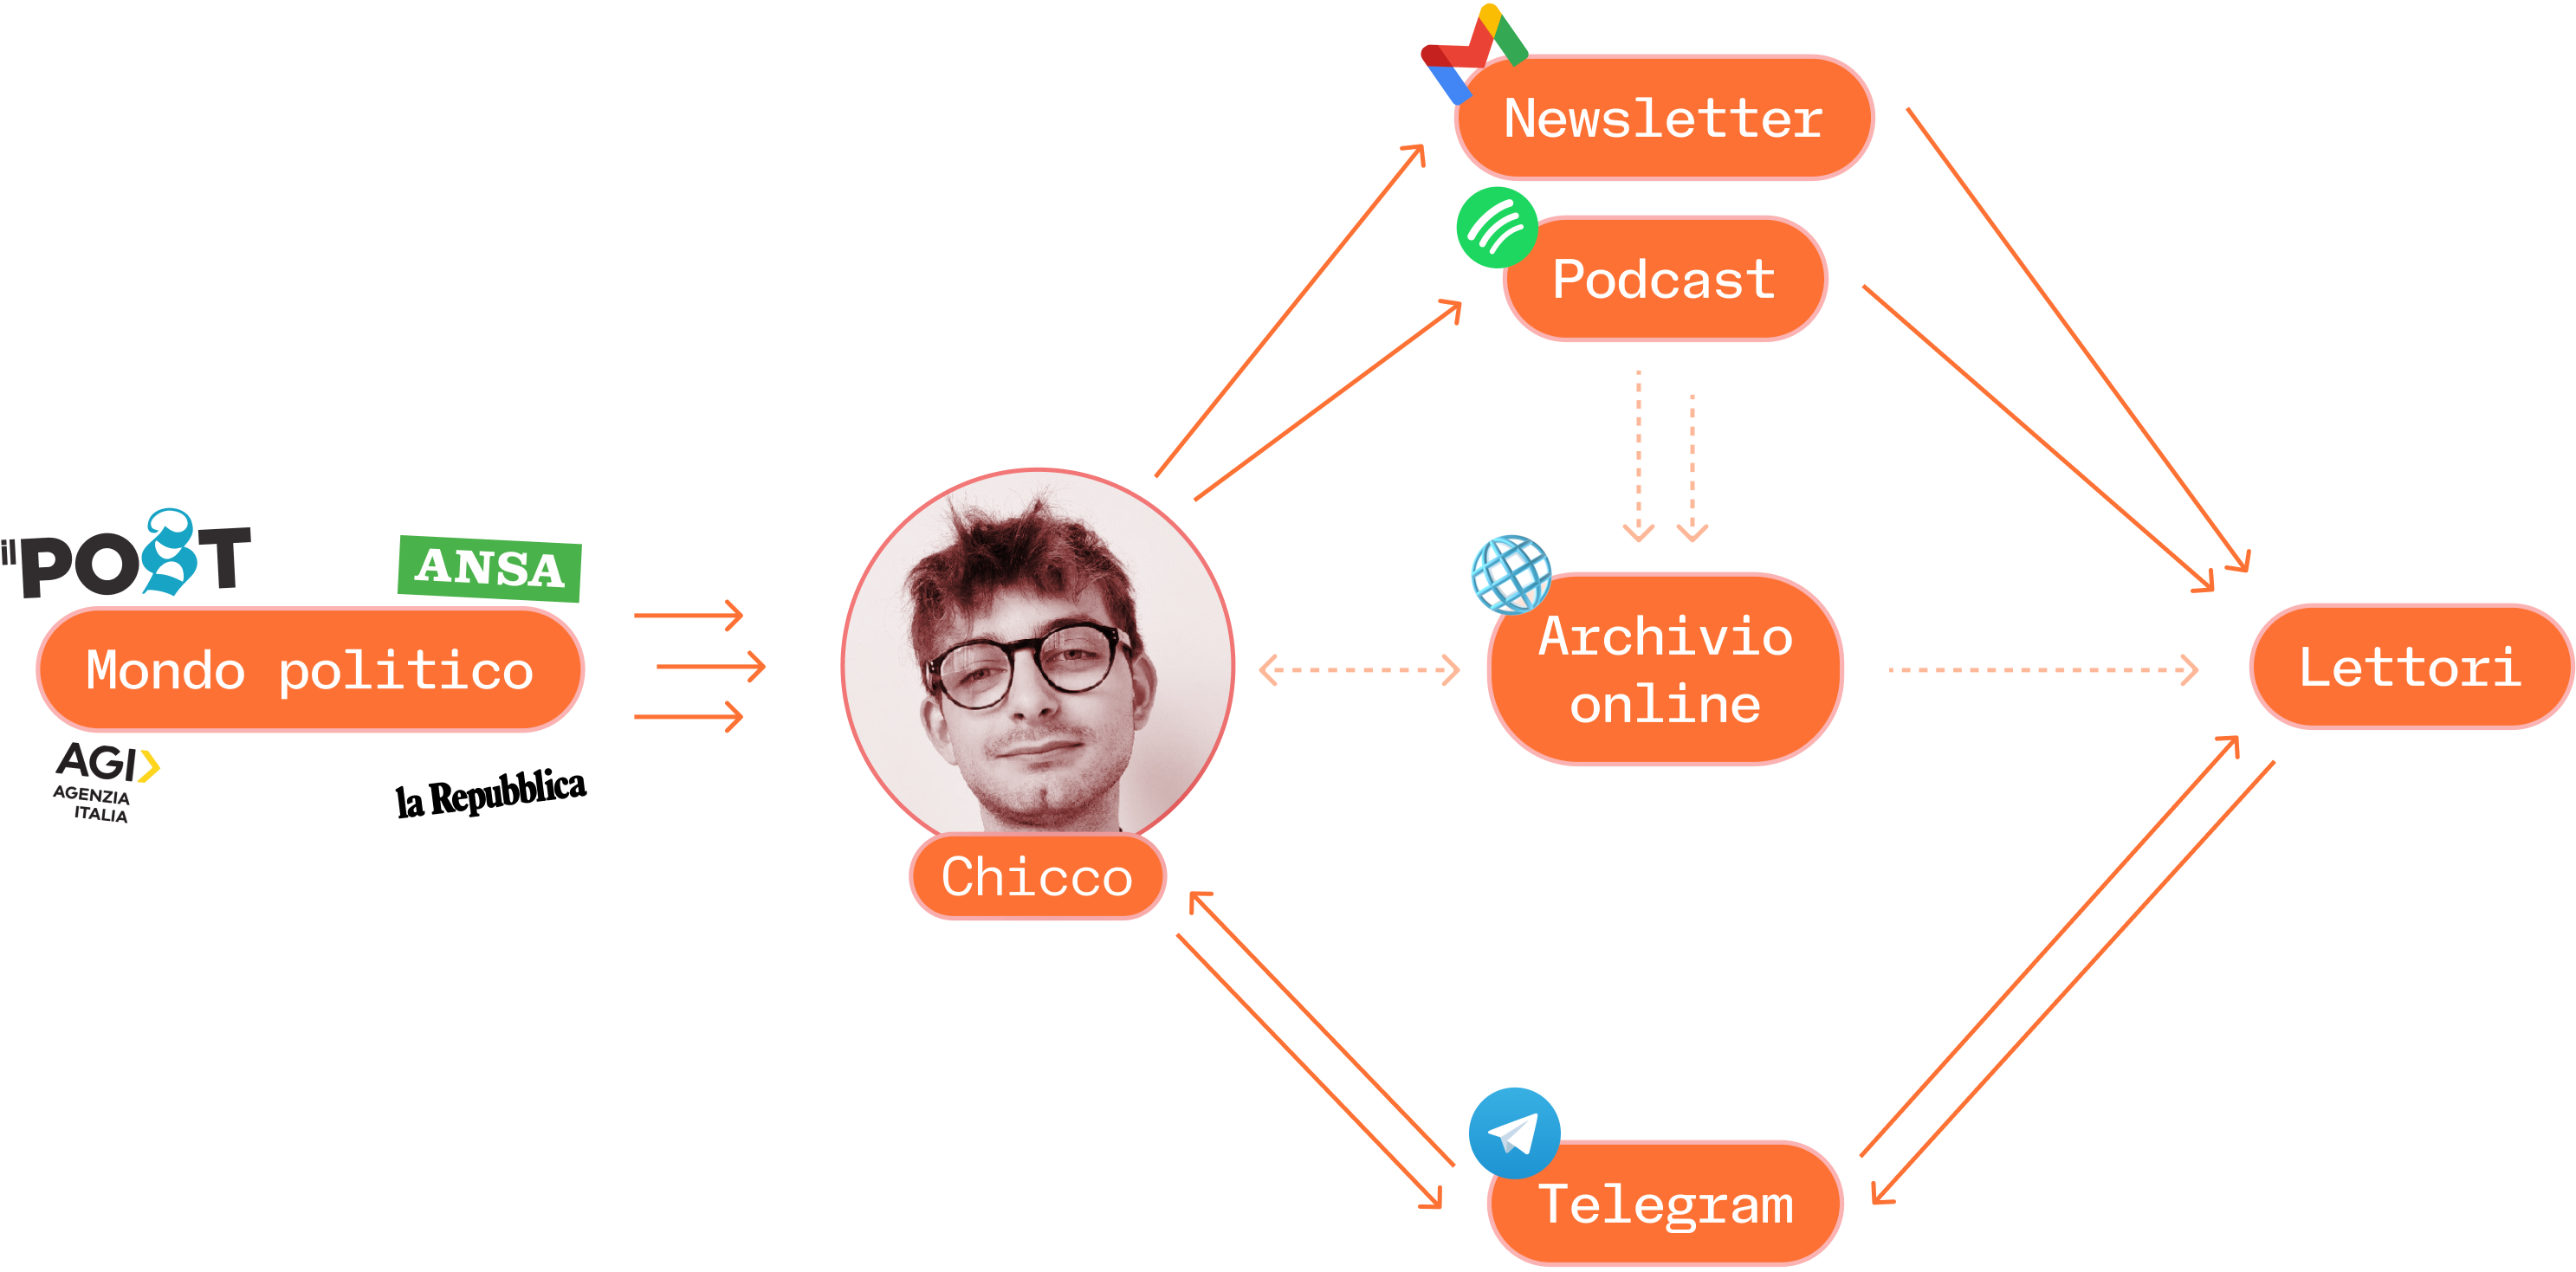 Newsletter
Podcast
il POST
ANSA
Mondo politico
AGI
AGENZIA
ITALIA
la Repubblica
Chicco
Archivio
online
Lettori
Telegram